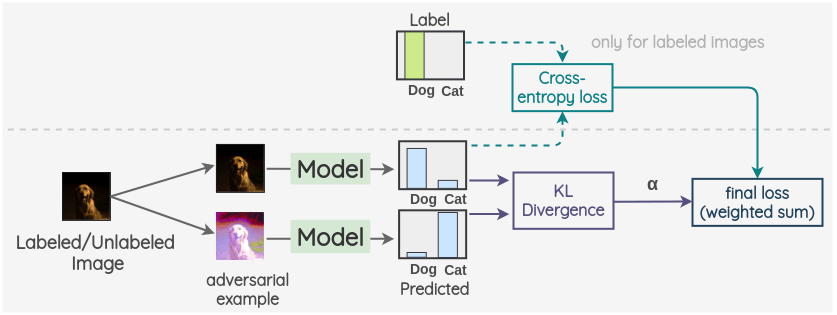 Label
only for labeled images
Dog Cat
Cross-
entropy loss
Model
Dog Cat
Labeled/Unlabeled
Image
KL
Divergence
α
final loss
(weighted sum)
Model
adversarial
example
Dog Cat
Predicted